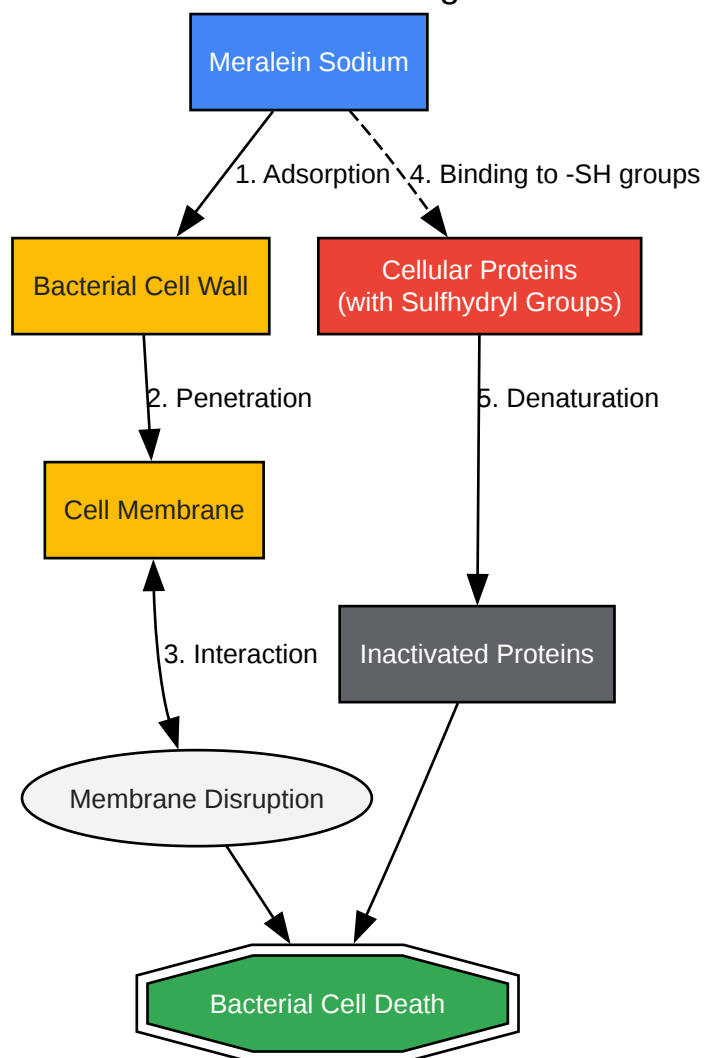 Meralein Sodium
1. Adsorption
4. Binding to -SH groups
Bacterial Cell Wall
Cellular Proteins
(with Sulfhydryl Groups)
2. Penetration
5. Denaturation
Cell Membrane
3. Interaction
Inactivated Proteins
Membrane Disruption
Bacterial Cell Death